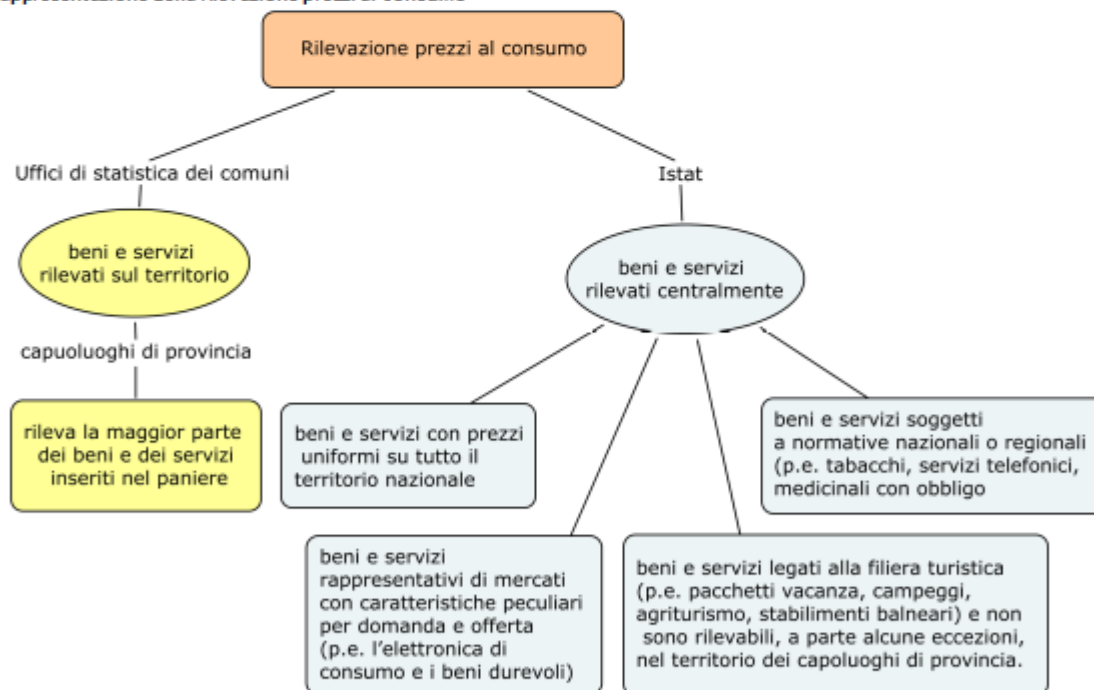 Rilevazione prezzi al consumo
Uffici di statistica dei comuni
Istat
beni e servizi
rilevati sul territorio
beni e servizi
rilevati centralmente
capuoluoghi di provincia
rileva la maggior parte
dei beni e dei servizi
inseriti nel paniere
beni e servizi con prezzi
uniformi su tutto il
territorio nazionale
beni e servizi soggetti
a normative nazionali o regionali
(p.e. tabacchi, servizi telefonici,
medicinali con obbligo
beni e servizi
rappresentativi di mercati
con caratteristiche peculiari
per domanda e offerta
(p.e. l'elettronica di
consumo e i beni durevoli)
beni e servizi legati alla filiera turistica
(p.e. pacchetti vacanza, campeggi,
agriturismo, stabilimenti balneari) e non
sono rilevabili, a parte alcune eccezioni,
nel territorio dei capoluoghi di provincia.